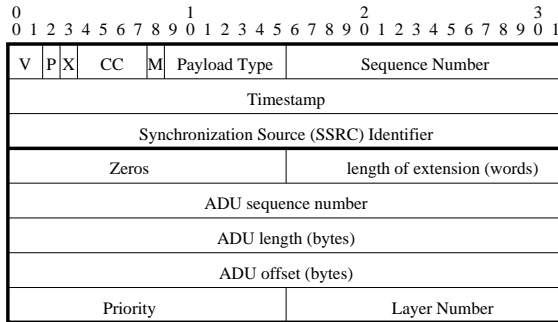 0 1 2 3
0 1 2 3 4 5 6 7 8 9 0 1 2 3 4 5 6 7 8 9 0 1 2 3 4 5 6 7 8 9 0 1
V P X CC M Payload Type Sequence Number
Timestamp
Synchronization Source (SSRC) Identifier
Zeros length of extension (words)
ADU sequence number
ADU length (bytes)
ADU offset (bytes)
Priority Layer Number